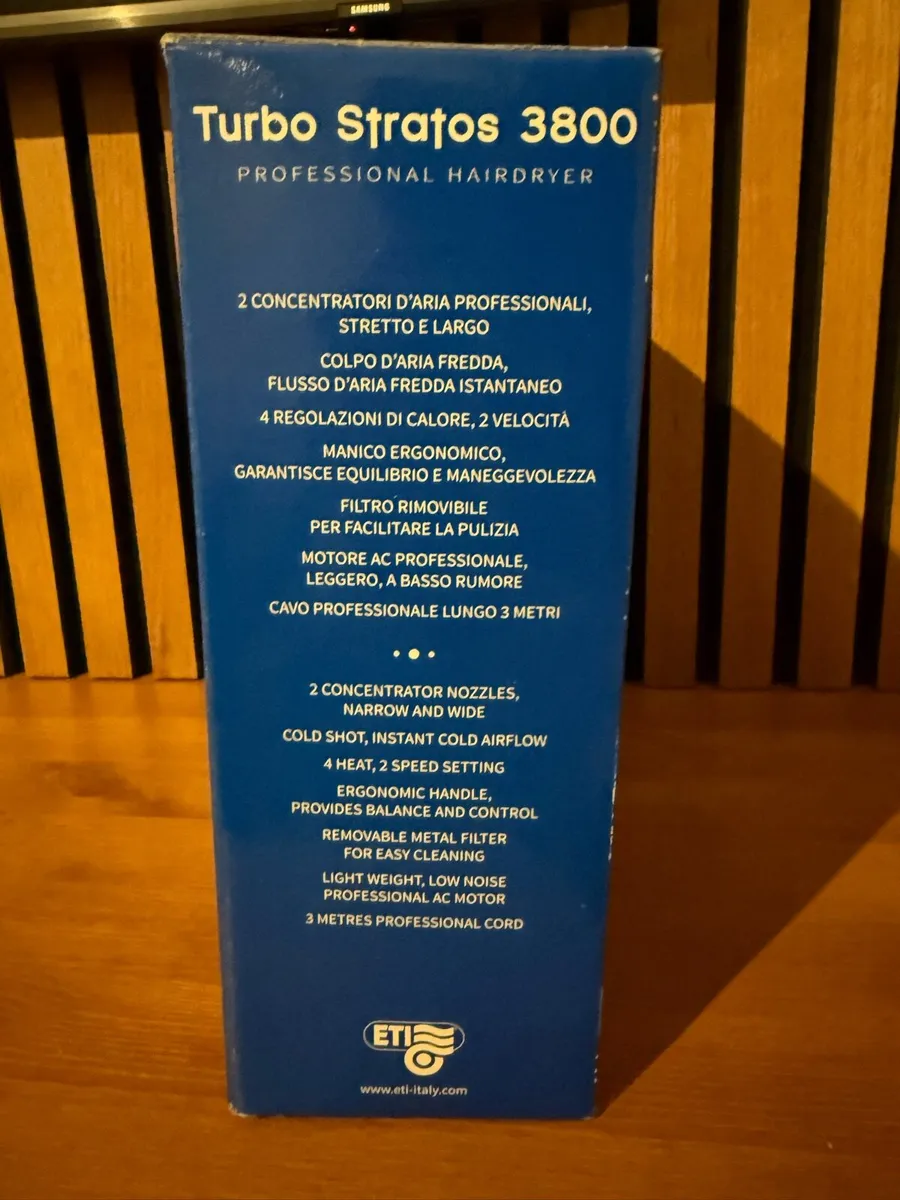 SAMSUNG
Turbo Stratos 3800
PROFESSIONAL HAIRDRYER
2 CONCENTRATORI D'ARIA PROFESSIONALI,
STRETTO E LARGO
COLPO D'ARIA FREDDA,
FLUSSO D'ARIA FREDDA ISTANTANEO
4 REGOLAZIONI DI CALORE, 2 VELOCITÀ
MANICO ERGONOMICO,
GARANTISCE EQUILIBRIO E MANEGGEVOLEZZA
FILTRO RIMOVIBILE
PER FACILITARE LA PULIZIA
MOTORE AC PROFESSIONALE,
LEGGERO, A BASSO RUMORE
CAVO PROFESSIONALE LUNGO 3 METRI
2 CONCENTRATOR NOZZLES,
NARROW AND WIDE
COLD SHOT, INSTANT COLD AIRFLOW
4 HEAT, 2 SPEED SETTING
ERGONOMIC HANDLE,
PROVIDES BALANCE AND CONTROL
REMOVABLE METAL FILTER
FOR EASY CLEANING
LIGHT WEIGHT, LOW NOISE
PROFESSIONAL AC MOTOR
3 METRES PROFESSIONAL CORD
ETI
www.eti-italy.com